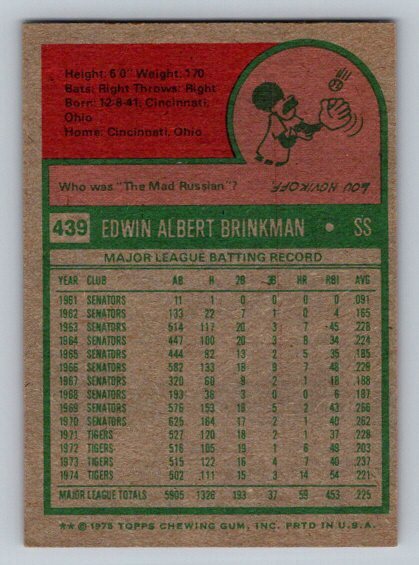 Height: 6'0" Weight: 170
Bats: Right Throws: Right
Born: 12-8-41, Cincinnati,
Ohio
Home: Cincinnati, Ohio
Who was "The Mad Russian"?
LOU NOVIKOFF
439 EDWIN ALBERT BRINKMAN • SS
MAJOR LEAGUE BATTING RECORD
YEAR CLUB AB H 2B 3B HR RBI AVG
1961 SENATORS 11 1 0 0 0 0 .091
1962 SENATORS 133 22 7 1 0 4 .165
1963 SENATORS 514 117 20 3 7 45 .228
1964 SENATORS 447 100 20 3 8 34 .224
1965 SENATORS 444 82 13 2 5 35 .185
1966 SENATORS 582 133 18 9 7 48 .229
1967 SENATORS 320 60 9 2 1 18 .188
1968 SENATORS 193 36 3 0 0 6 .187
1969 SENATORS 576 153 18 5 2 43 .266
1970 SENATORS 625 164 17 2 1 40 .262
1971 TIGERS 527 120 18 2 1 37 .228
1972 TIGERS 516 105 19 1 6 49 .203
1973 TIGERS 515 122 16 4 7 40 .237
1974 TIGERS 502 111 15 3 14 54 .221
MAJOR LEAGUE TOTALS 5905 1326 193 37 59 453 .225
★★ © 1975 TOPPS CHEWING GUM, INC. PRTD IN U.S.A.